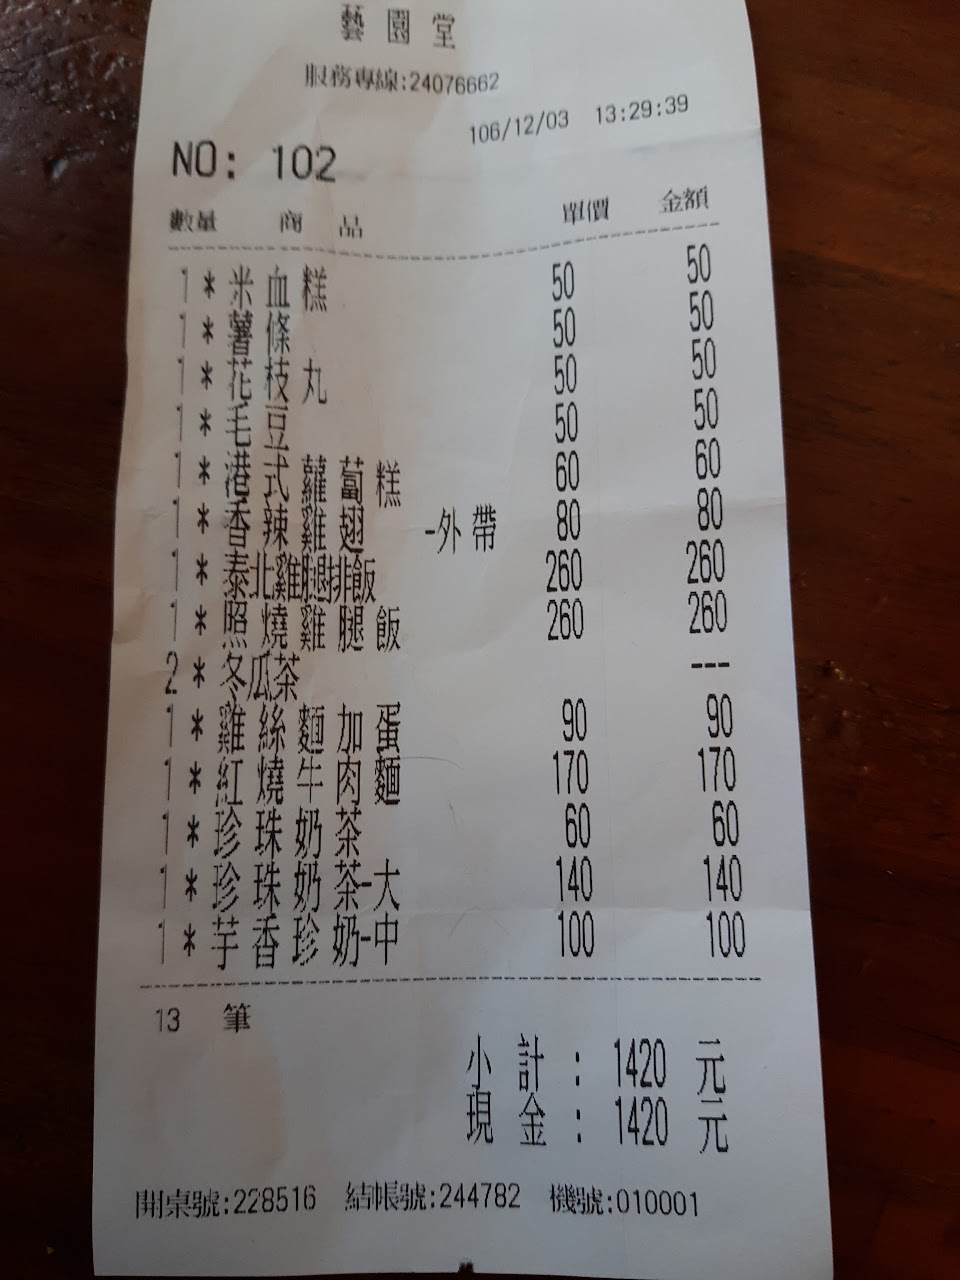 藝園堂
服務專線:24076662
106/12/03 13:29:39
NO: 102
數量 商品 單價 金額
1 * 米血糕 50 50
1 * 薯條 50 50
1 * 花枝丸 50 50
1 * 毛豆 50 50
1 * 港式蘿蔔糕 60 60
1 * 香辣雞翅 -外帶 80 80
1 * 泰北雞腿排飯 260 260
1 * 照燒雞腿飯 260 260
2 * 冬瓜茶 ---
1 * 雞絲麵加蛋 90 90
1 * 紅燒牛肉麵 170 170
1 * 珍珠奶茶 60 60
1 * 珍珠奶茶-大 140 140
1 * 芋香珍奶-中 100 100
13 筆
小計: 1420 元
現金: 1420 元
開桌號:228516 結帳號:244782 機號:010001